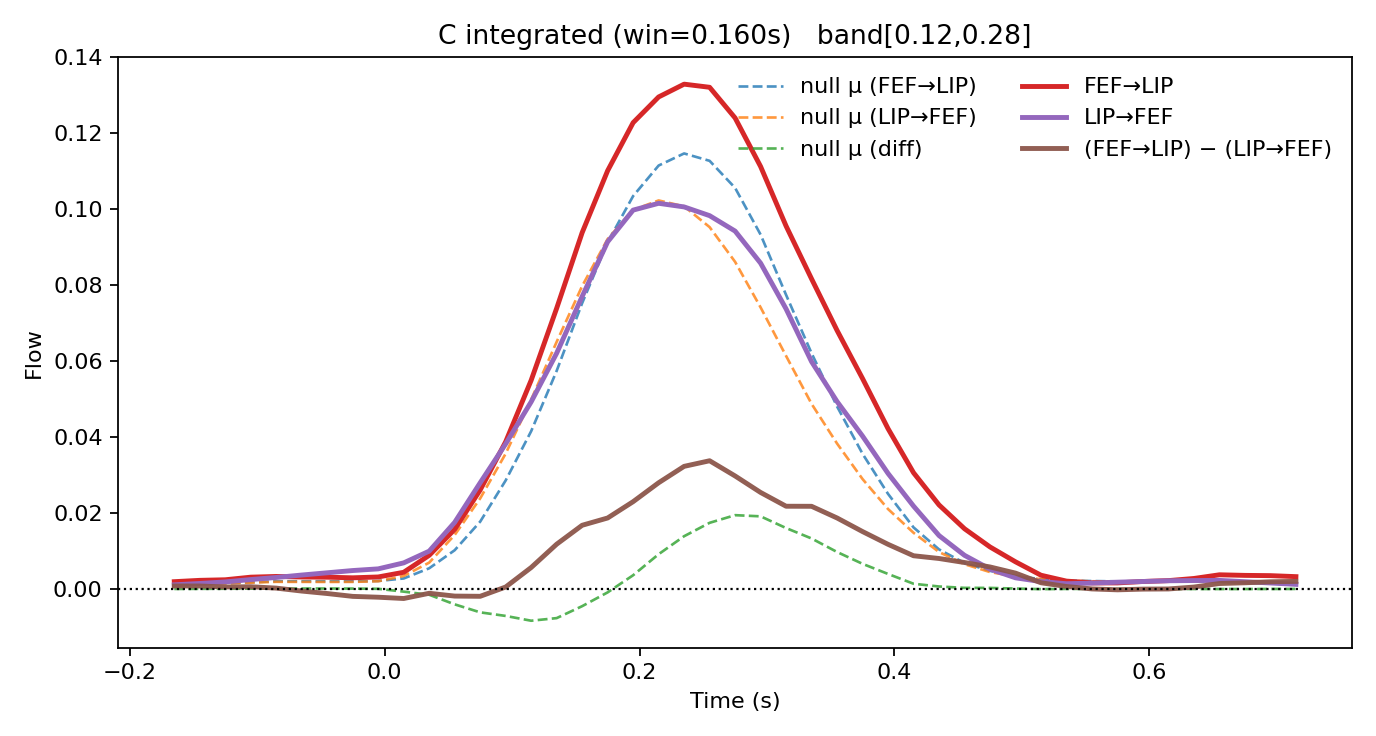 C integrated (win=0.160s)   band[0.12,0.28]
0.14
0.12
0.10
0.08
0.06
0.04
0.02
0.00
Flow
null μ (FEF→LIP)
null μ (LIP→FEF)
null μ (diff)
FEF→LIP
LIP→FEF
(FEF→LIP) − (LIP→FEF)
−0.2 0.0 0.2 0.4 0.6
Time (s)